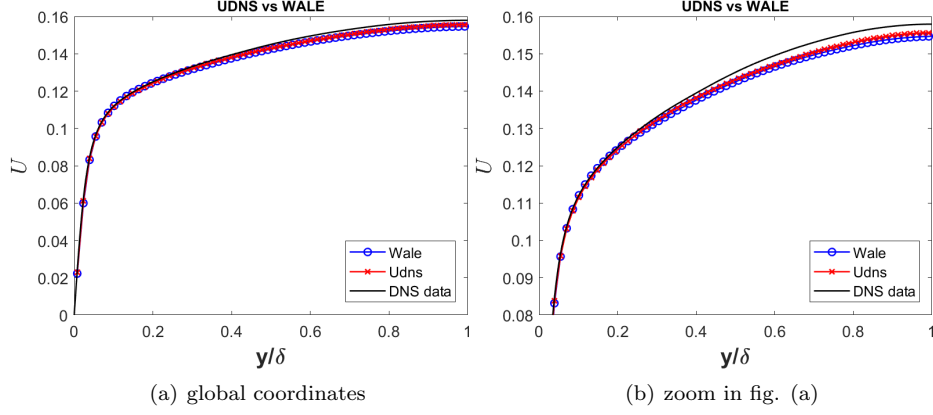 UDNS vs WALE
0.16
0.14
0.12
0.1
0.08
0.06
0.04
0.02
0
U
0
0.2
0.4
0.6
0.8
1
y/δ
Wale
Udns
DNS data
(a) global coordinates
UDNS vs WALE
0.16
0.15
0.14
0.13
0.12
0.11
0.1
0.09
0.08
U
0
0.2
0.4
0.6
0.8
1
y/δ
Wale
Udns
DNS data
(b) zoom in fig. (a)